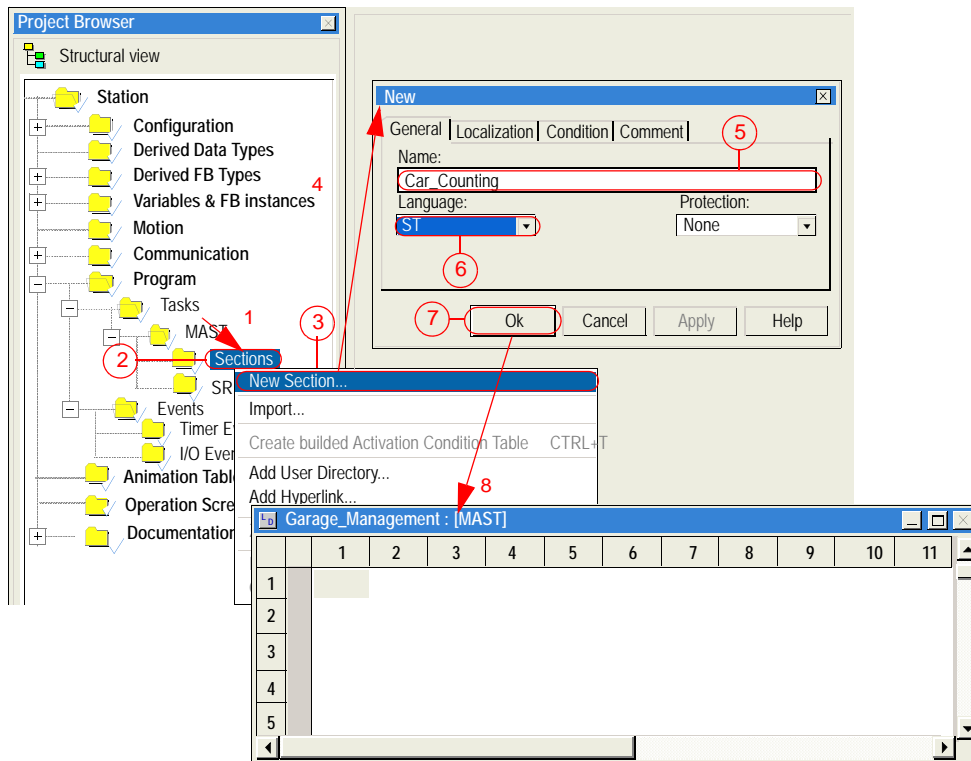 Project Browser
Structural view
Station
Configuration
Derived Data Types
Derived FB Types
4
Variables & FB instances
Motion
Communication
Program
Tasks
1
MAST
2
Sections
3
SR
Events
Timer E
I/O Ever
Animation Table
Operation Scre
Documentation
New
General
Localization
Condition
Comment
5
Name:
Car_Counting
Language:
Protection:
ST
None
6
7
Ok
Cancel
Apply
Help
New Section...
Import...
Create builded Activation Condition Table CTRL+T
Add User Directory...
Add Hyperlink...
8
LD
Garage_Management : [MAST]
1 2 3 4 5 6 7 8 9 10 11
1
2
3
4
5